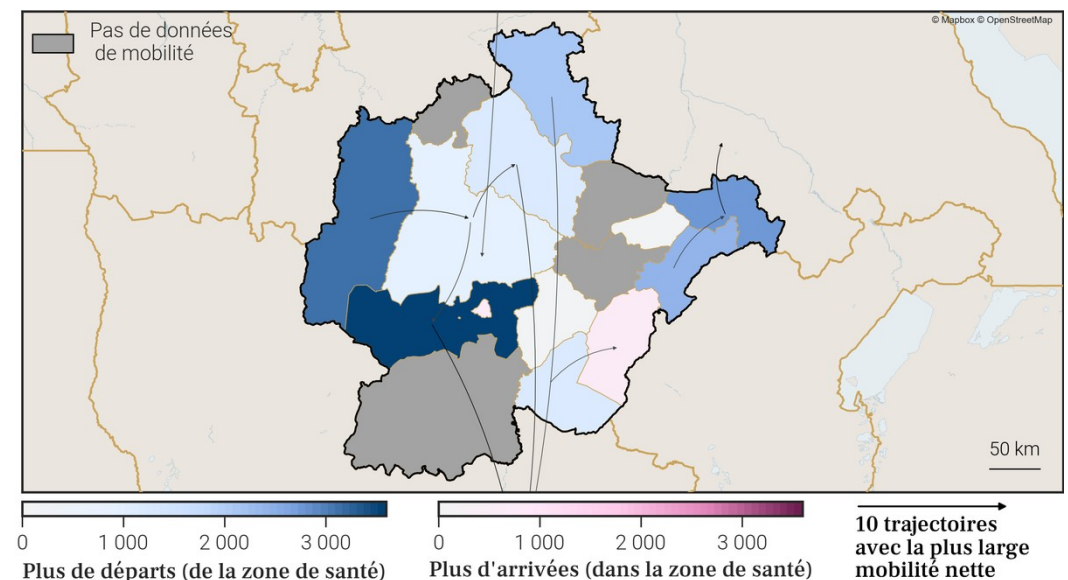 © Mapbox © OpenStreetMap
Pas de données
de mobilité
50 km
0 1 000 2 000 3 000
Plus de départs (de la zone de santé)
0 1 000 2 000 3 000
Plus d'arrivées (dans la zone de santé)
10 trajectoires
avec la plus large
mobilité nette